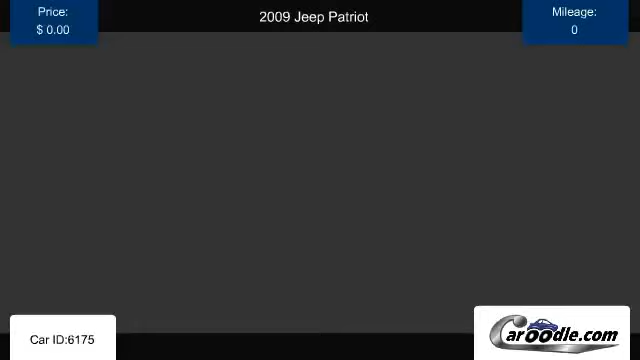 Price:
$ 0.00
2009 Jeep Patriot
Mileage:
0
Car ID:6175
Caroodle.com